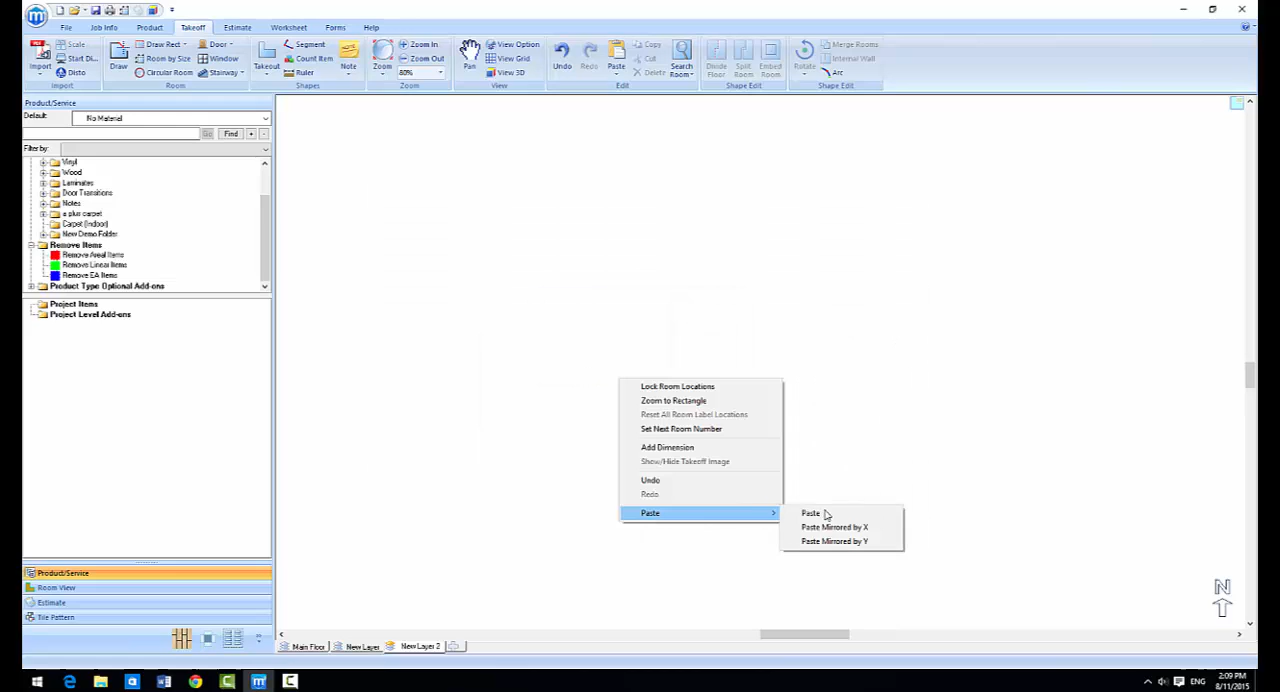 File Job Info Product Takeoff Estimate Worksheet Forms Help
Import Scale Start Di... Disto
Draw Draw Rect Room by Size Circular Room Door Window Stairway
Takeout Segment Count Item Ruler Note
Zoom Zoom In Zoom Out 80%
Pan View Option View Grid View 3D
Undo Redo Paste Copy Cut Delete Search Room
Divide Floor Split Room Embed Room
Rotate Merge Rooms Internal Wall Arc
Import Room Shapes Zoom View Edit Shape Edit Shape Edit
Product/Service
Default: No Material
Go Find + -
Filter by:
Vinyl
Wood
Laminates
Door Transitions
Notes
a plus carpet
Carpet (Indoor)
New Demo Folder
Remove Items
Remove Areal Items
Remove Linear Items
Remove EA Items
Product Type Optional Add-ons
Project Items
Project Level Add-ons
Lock Room Locations
Zoom to Rectangle
Reset All Room Label Locations
Set Next Room Number
Add Dimension
Show/Hide Takeoff Image
Undo
Redo
Paste
Paste
Paste Mirrored by X
Paste Mirrored by Y
N
Product/Service
Room View
Estimate
Tile Pattern
Main Floor New Layer New Layer 2
ENG
2:09 PM
8/11/2015